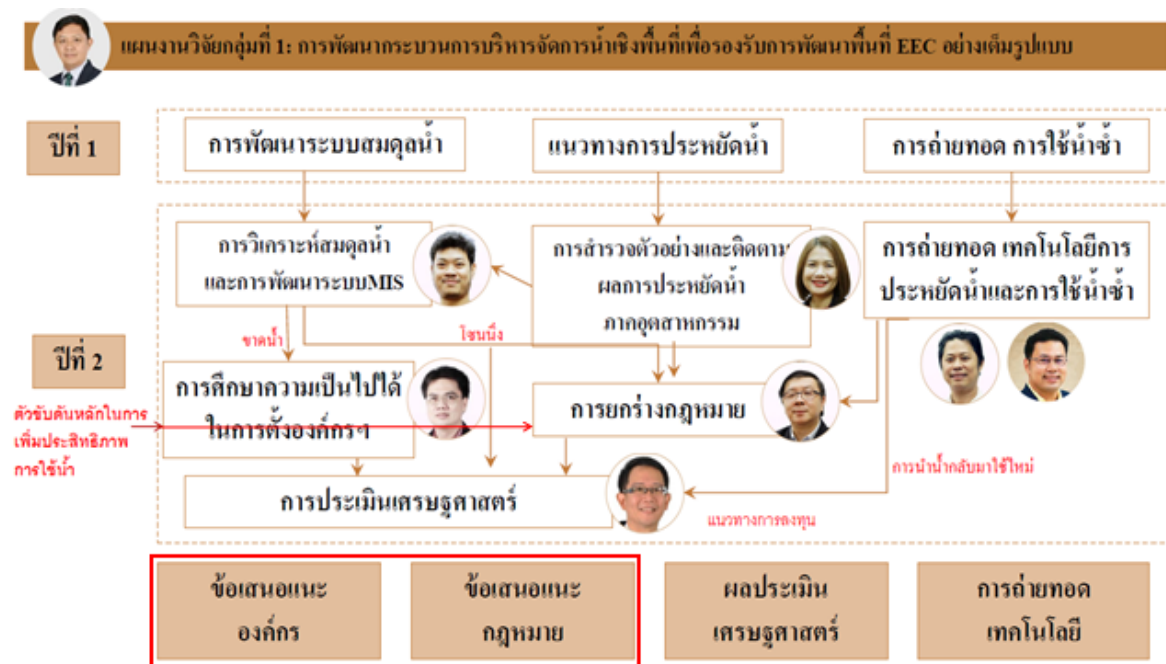 แผนงานวิจัยกลุ่มที่ 1: การพัฒนากระบวนการบริหารจัดการน้ำเชิงพื้นที่เพื่อรองรับการพัฒนาพื้นที่ EEC อย่างเต็มรูปแบบ
ปีที่ 1
การพัฒนาระบบสมดุลน้ำ
แนวทางการประหยัดน้ำ
การถ่ายทอด การใช้น้ำซ้ำ
การวิเคราะห์สมดุลน้ำ
และการพัฒนาระบบMIS
การสำรวจตัวอย่างและติดตาม
ผลการประหยัดน้ำ
ภาคอุตสาหกรรม
การถ่ายทอด เทคโนโลยีการ
ประหยัดน้ำและการใช้น้ำซ้ำ
ขาดน้ำ
โซนนิ่ง
ปีที่ 2
การศึกษาความเป็นไปได้
ในการตั้งองค์กรฯ
การยกร่างกฎหมาย
ตัวขับดันหลักในการ
เพิ่มประสิทธิภาพ
การใช้น้ำ
การนำน้ำกลับมาใช้ใหม่
การประเมินเศรษฐศาสตร์
แนวทางการลงทุน
ข้อเสนอแนะ
องค์กร
ข้อเสนอแนะ
กฎหมาย
ผลประเมิน
เศรษฐศาสตร์
การถ่ายทอด
เทคโนโลยี